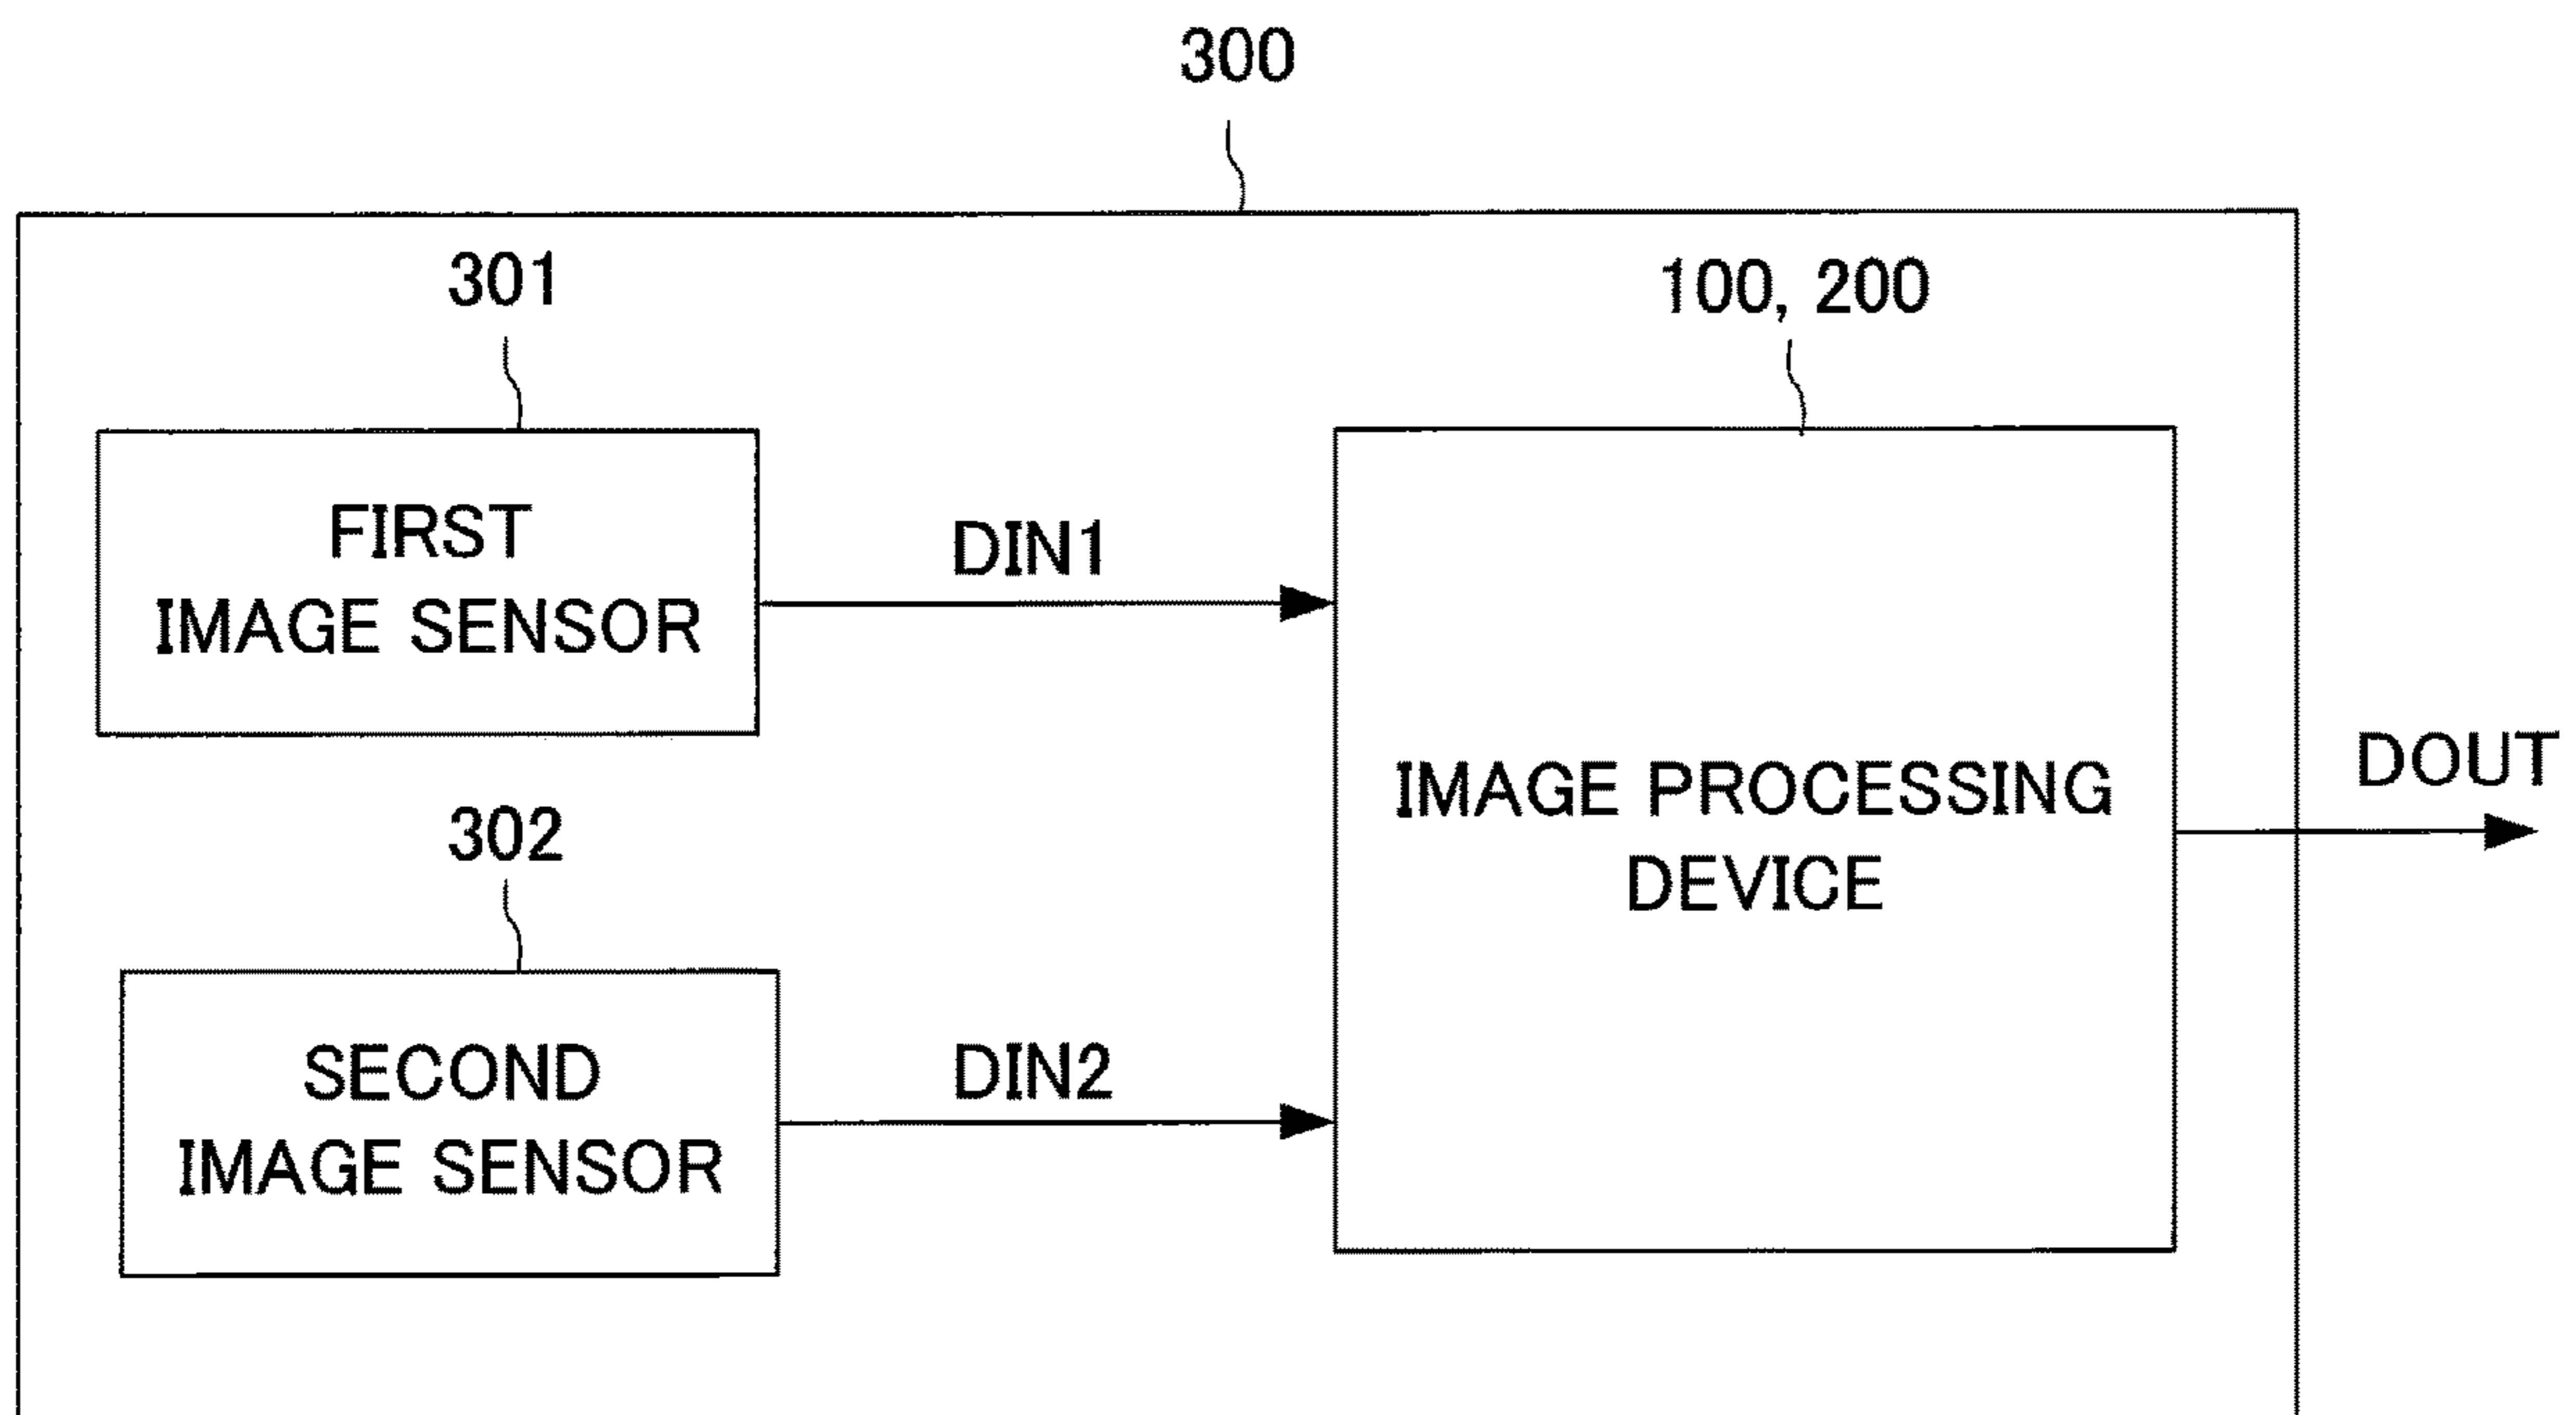 300
301
100, 200
FIRST
IMAGE SENSOR
DIN1
IMAGE PROCESSING
DEVICE
DOUT
302
SECOND
IMAGE SENSOR
DIN2